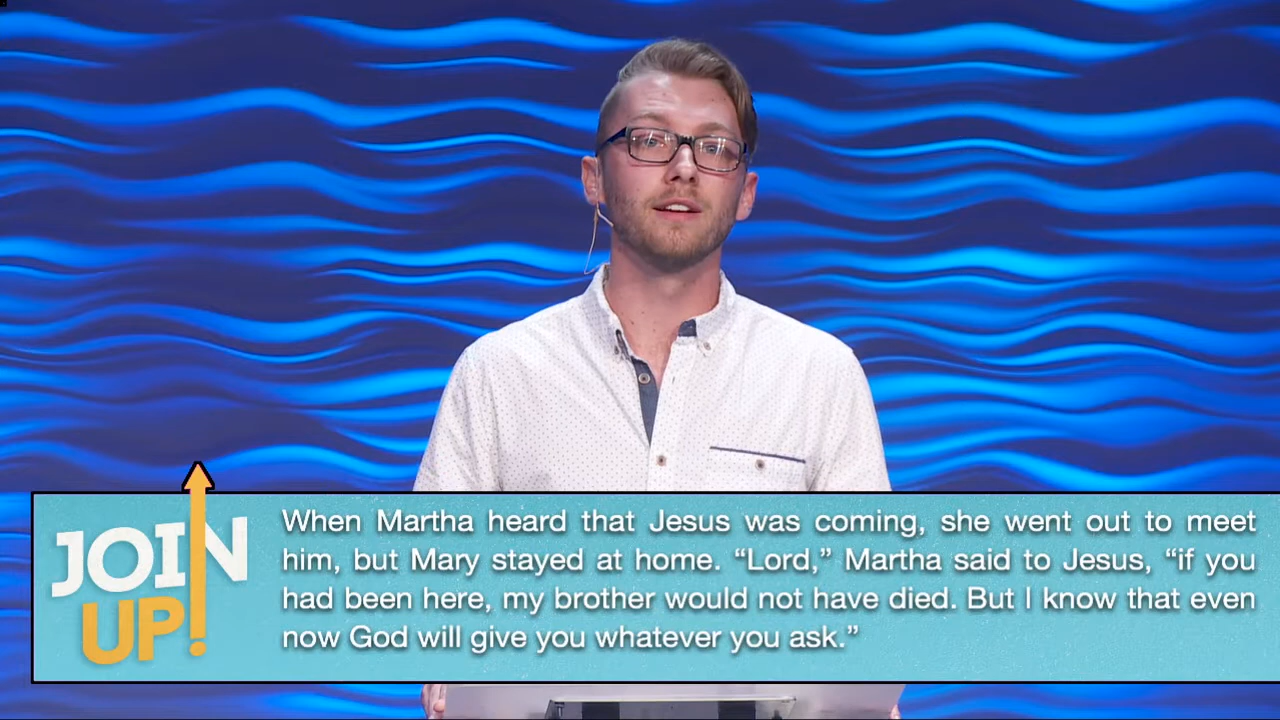 JOIN
UP!
When Martha heard that Jesus was coming, she went out to meet
him, but Mary stayed at home. “Lord,” Martha said to Jesus, “if you
had been here, my brother would not have died. But I know that even
now God will give you whatever you ask.”